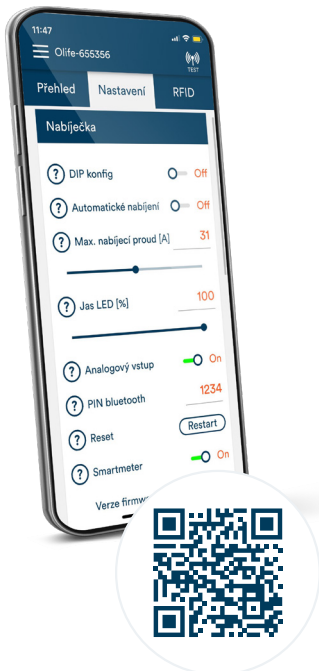 11:47
Olife-655356
TEST
Přehled Nastavení RFID
Nabíječka
? DIP konfig Off
? Automatické nabíjení Off
? Max. nabíjecí proud [A] 31
? Jas LED [%] 100
? Analogový vstup On
? PIN bluetooth 1234
? Reset Restart
? Smartmeter On
Verze